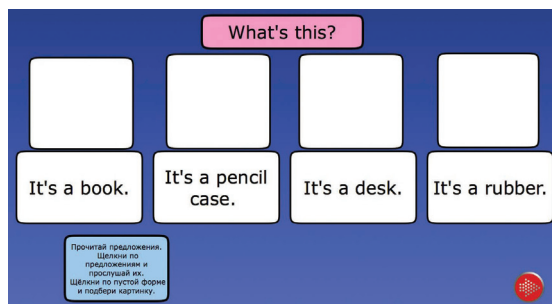 What's this?
It's a book.
It's a pencil
case.
It's a desk.
It's a rubber.
Прочитай предложения.
Щелкни по
предложениям и
прослушай их.
Щёлкни по пустой форме
и подбери картинку.